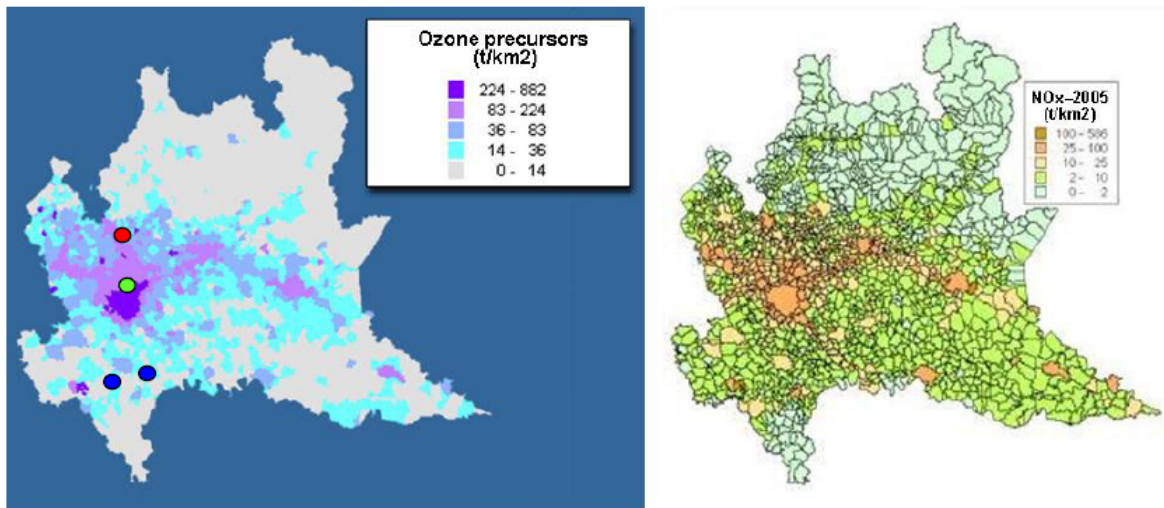 Ozone precursors
(t/km2)
224 - 882
83 - 224
36 - 83
14 - 36
0 - 14
NOx-2005
(t/km2)
100 - 586
25 - 100
10 - 25
2 - 10
0 - 2